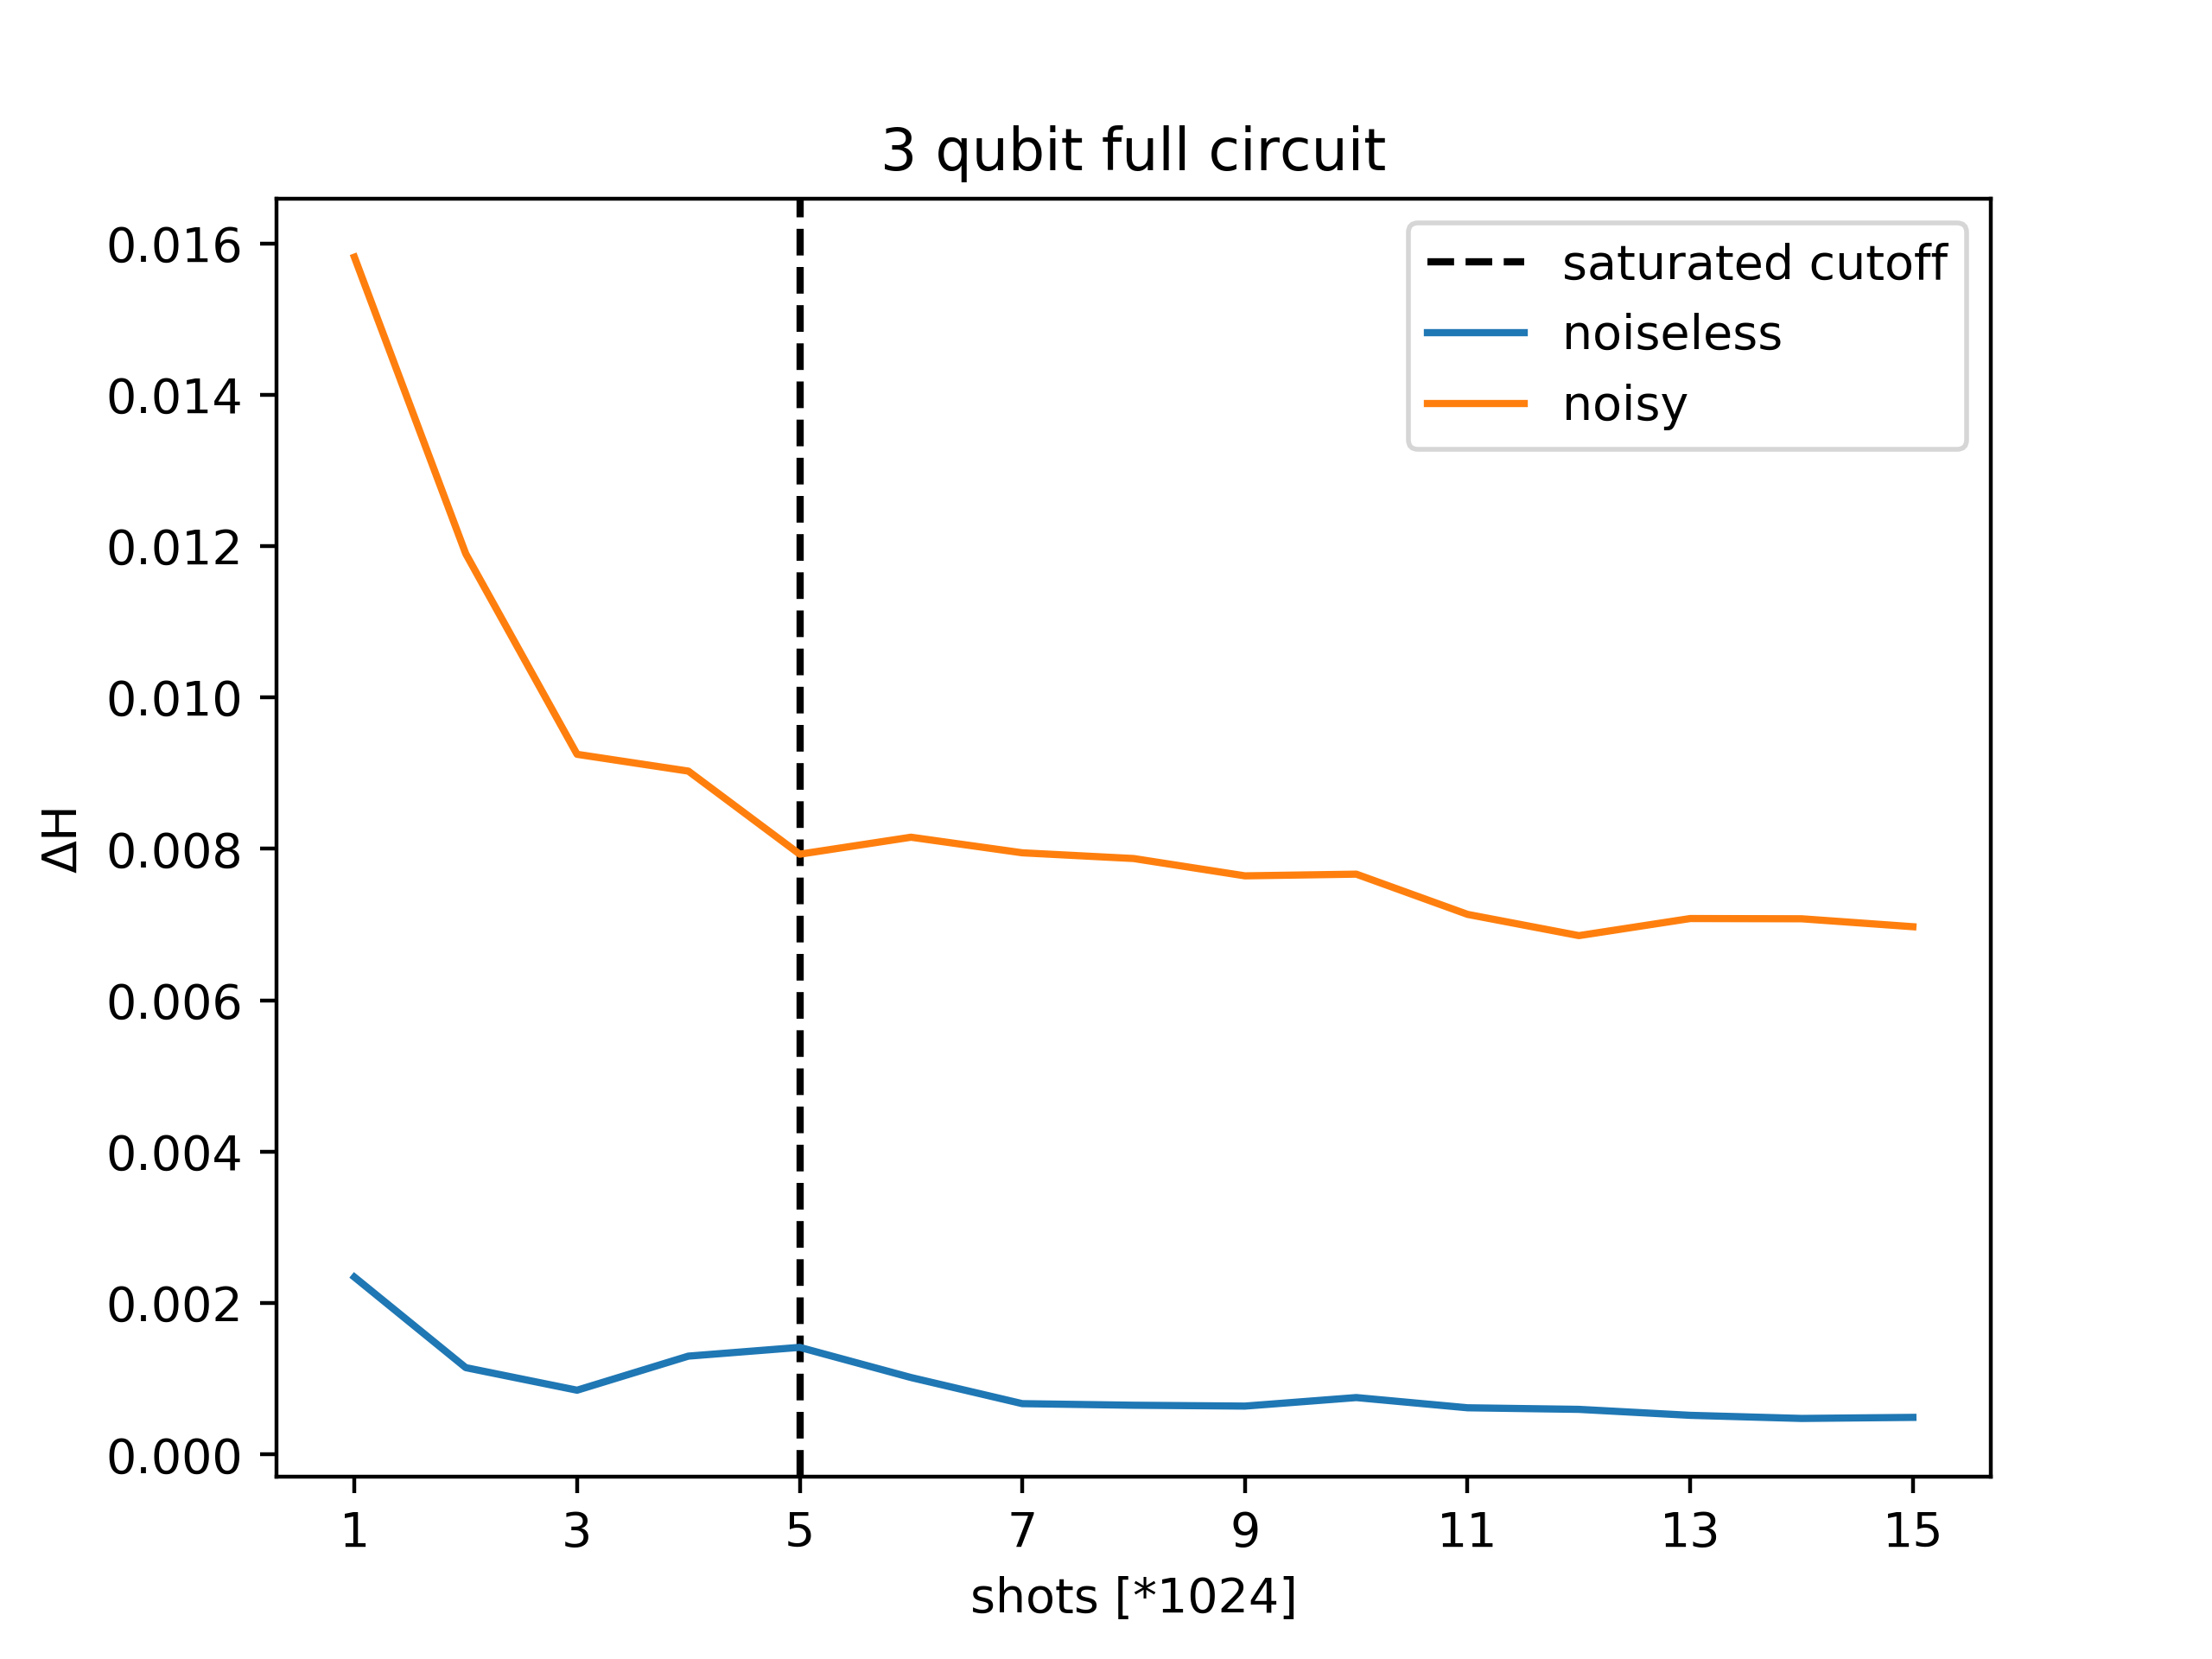 3 qubit full circuit
saturated cutoff
noiseless
noisy
0.016
0.014
0.012
0.010
0.008
0.006
0.004
0.002
0.000
ΔH
1 3 5 7 9 11 13 15
shots [*1024]